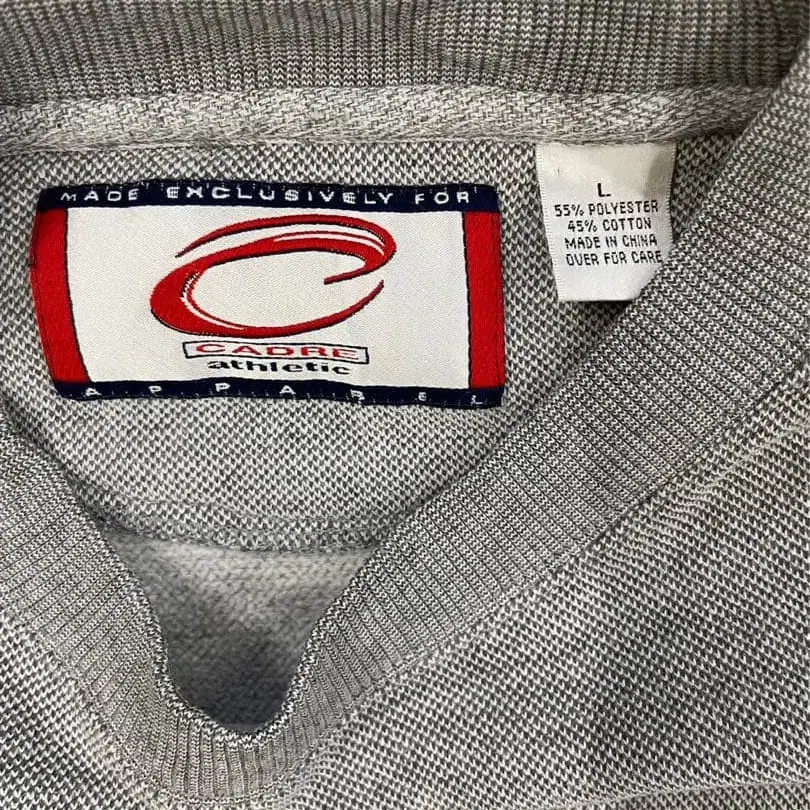 MADE EXCLUSIVELY FOR
CADRE
athletic
APPAREL
L
55% POLYESTER
45% COTTON
MADE IN CHINA
OVER FOR CARE